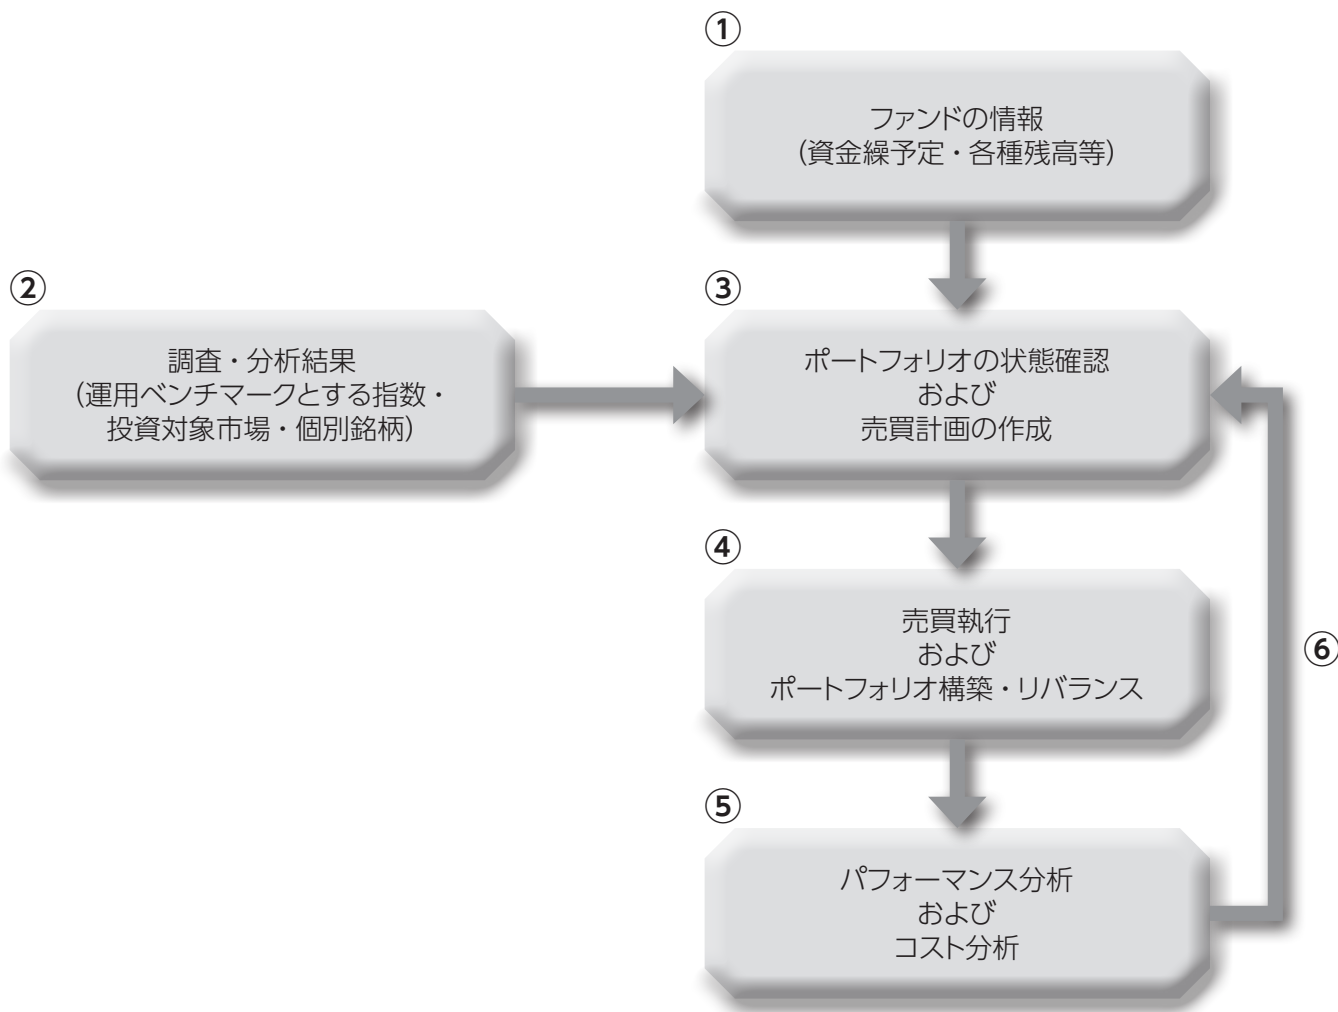 ①
ファンドの情報
(資金繰予定・各種残高等)
②
調査・分析結果
(運用ベンチマークとする指数・
投資対象市場・個別銘柄)
③
ポートフォリオの状態確認
および
売買計画の作成
④
売買執行
および
ポートフォリオ構築・リバランス
⑤
パフォーマンス分析
および
コスト分析
⑥